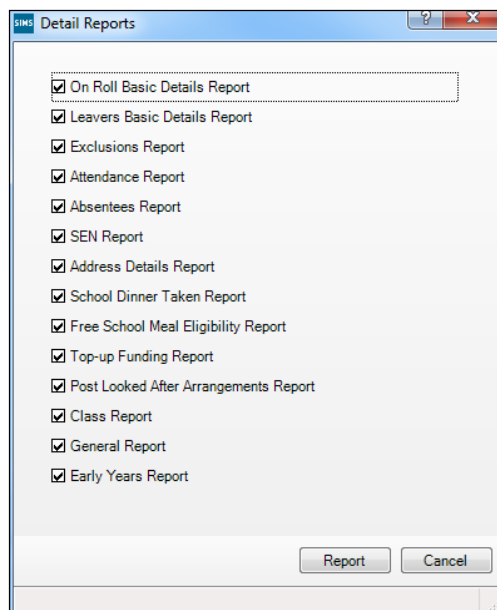 SIMS Detail Reports ?
On Roll Basic Details Report
Leavers Basic Details Report
Exclusions Report
Attendance Report
Absentees Report
SEN Report
Address Details Report
School Dinner Taken Report
Free School Meal Eligibility Report
Top-up Funding Report
Post Looked After Arrangements Report
Class Report
General Report
Early Years Report
Report Cancel